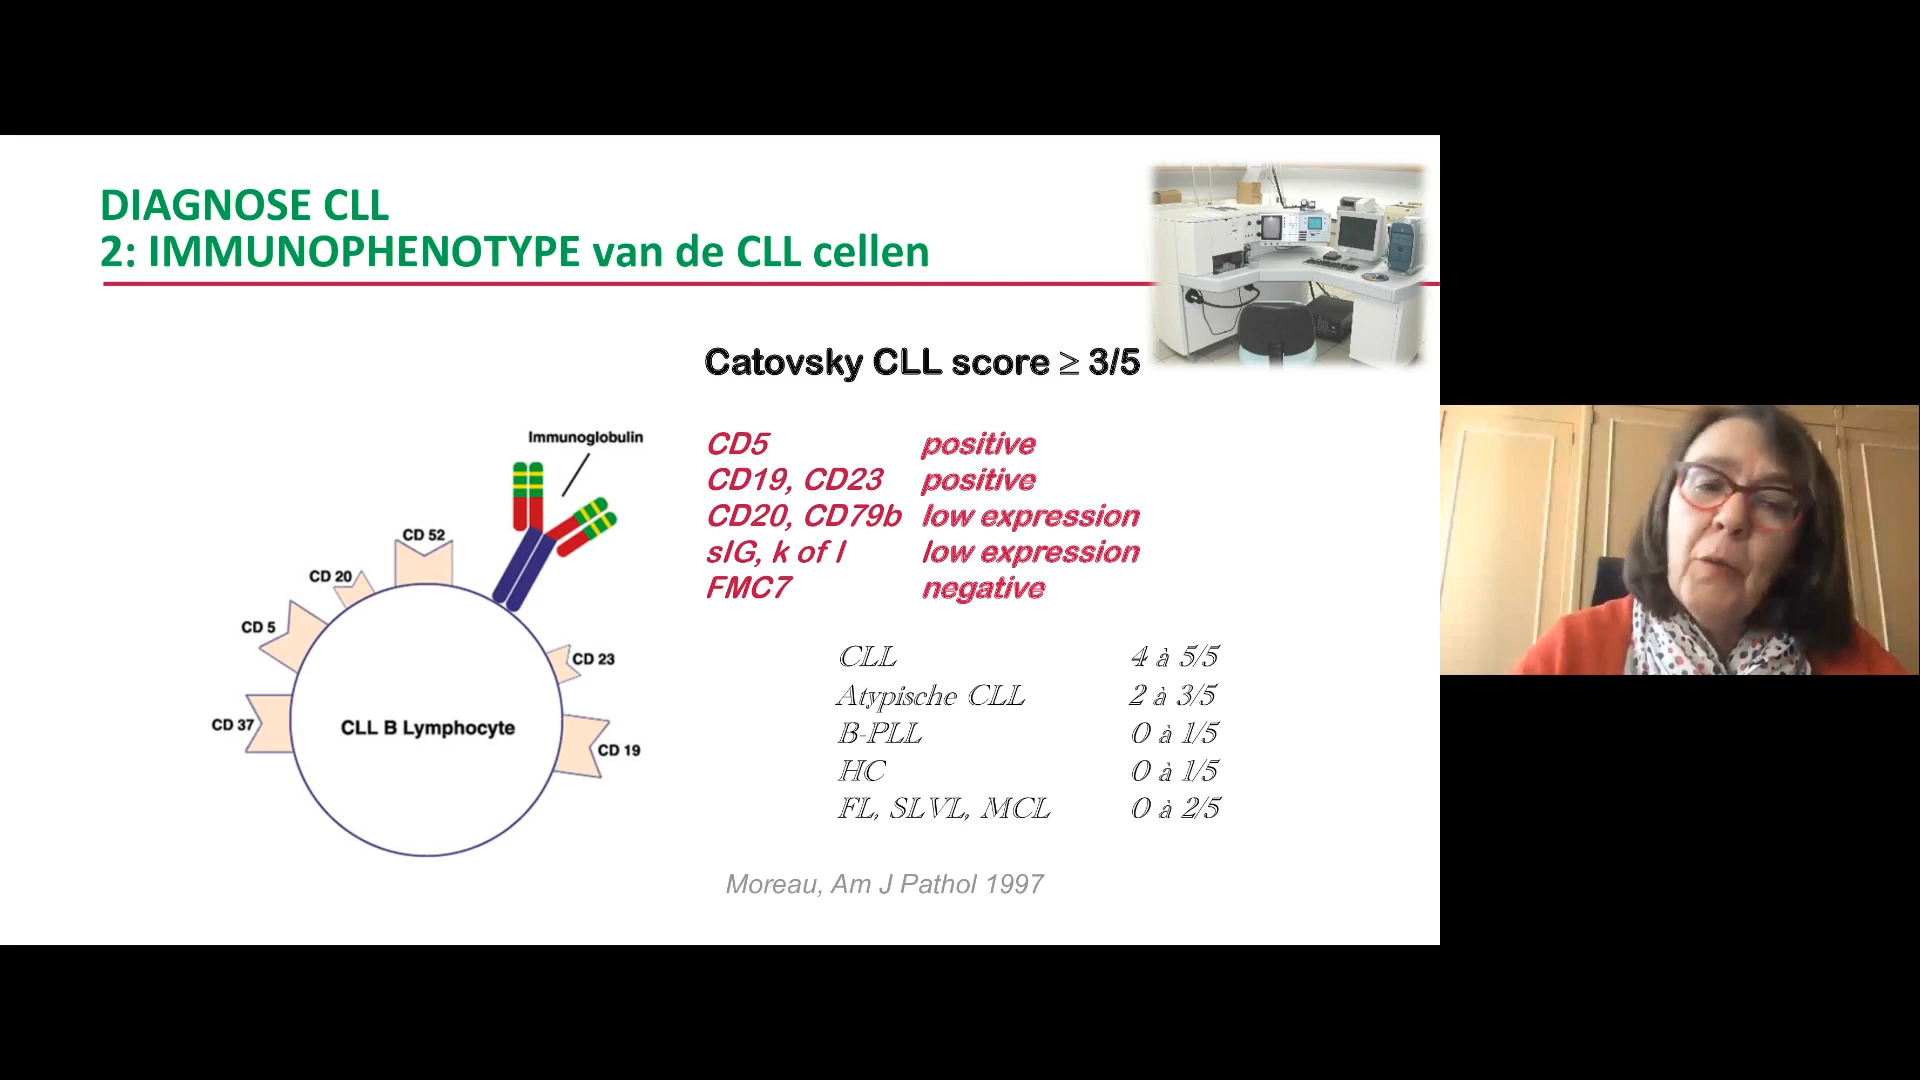 DIAGNOSE CLL
2: IMMUNOPHENOTYPE van de CLL cellen
Catovsky CLL score ≥ 3/5
CD5 positive
CD19, CD23 positive
CD20, CD79b low expression
sIG, k of l low expression
FMC7 negative
Immunoglobulin
CD 52
CD 20
CD 5
CD 23
CD 37
CLL B Lymphocyte
CD 19
CLL 4 à 5/5
Atypische CLL 2 à 3/5
B-PLL 0 à 1/5
HC 0 à 1/5
FL, SLVL, MCL 0 à 2/5
Moreau, Am J Pathol 1997